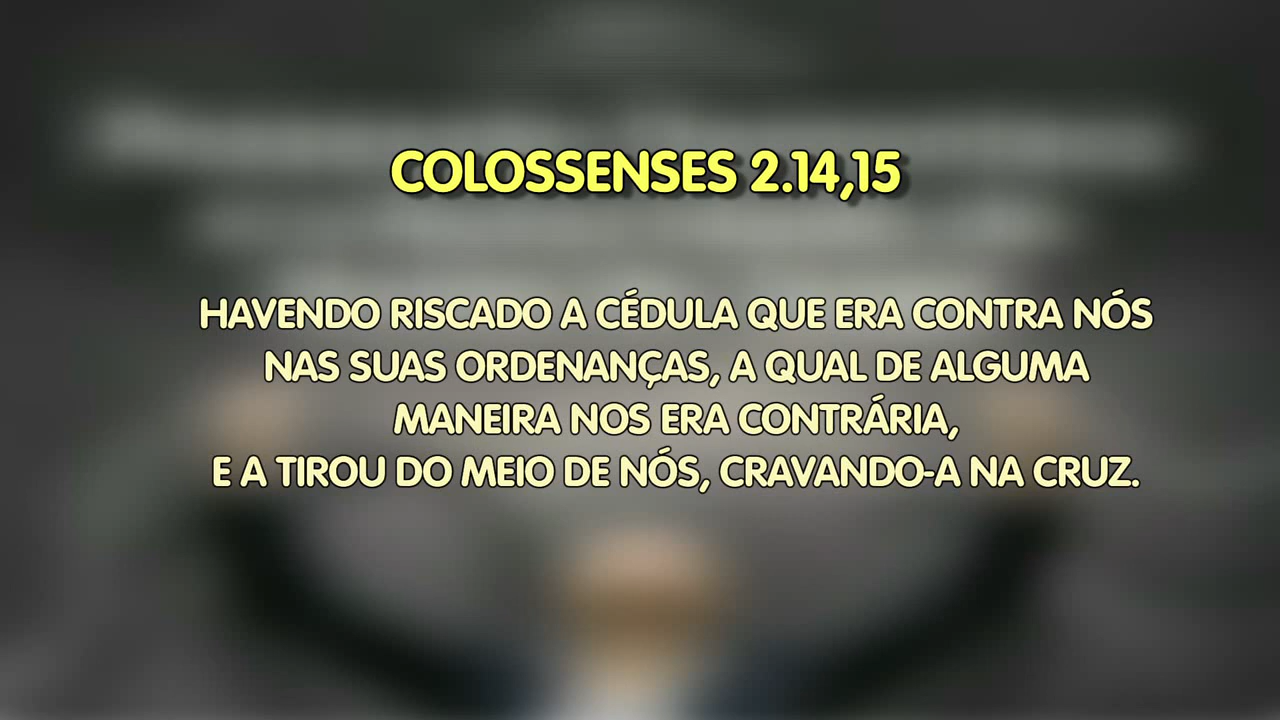 COLOSSENSES 2.14,15
HAVENDO RISCADO A CÉDULA QUE ERA CONTRA NÓS
NAS SUAS ORDENANÇAS, A QUAL DE ALGUMA
MANEIRA NOS ERA CONTRÁRIA,
E A TIROU DO MEIO DE NÓS, CRAVANDO-A NA CRUZ.